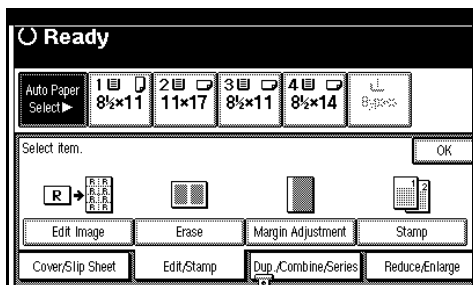 Ready
Auto Paper
Select▶
1
8½×11
2
11×17
3
8½×11
4
8½×14
Select item.
OK
R
R R
R R
R R
1
2
Edit Image
Erase
Margin Adjustment
Stamp
Cover/Slip Sheet
Edit/Stamp
Dup./Combine/Series
Reduce/Enlarge